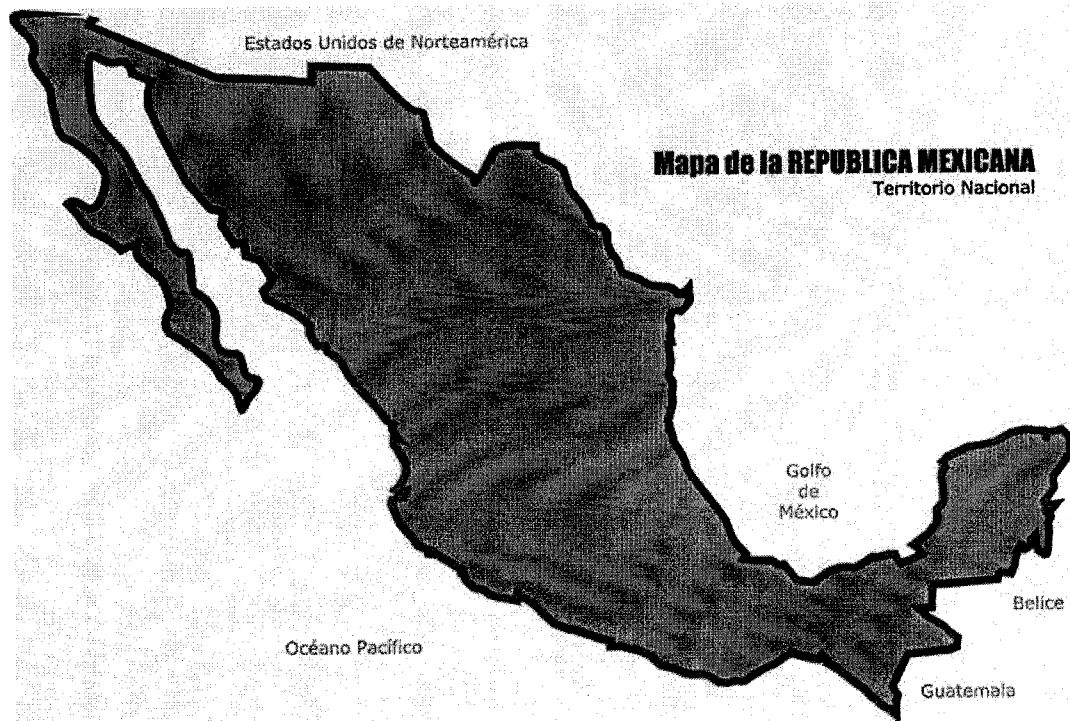 Estados Unidos de Norteamérica
Mapa de la REPUBLICA MEXICANA
Territorio Nacional
Golfo
de
México
Belice
Océano Pacífico
Guatemala